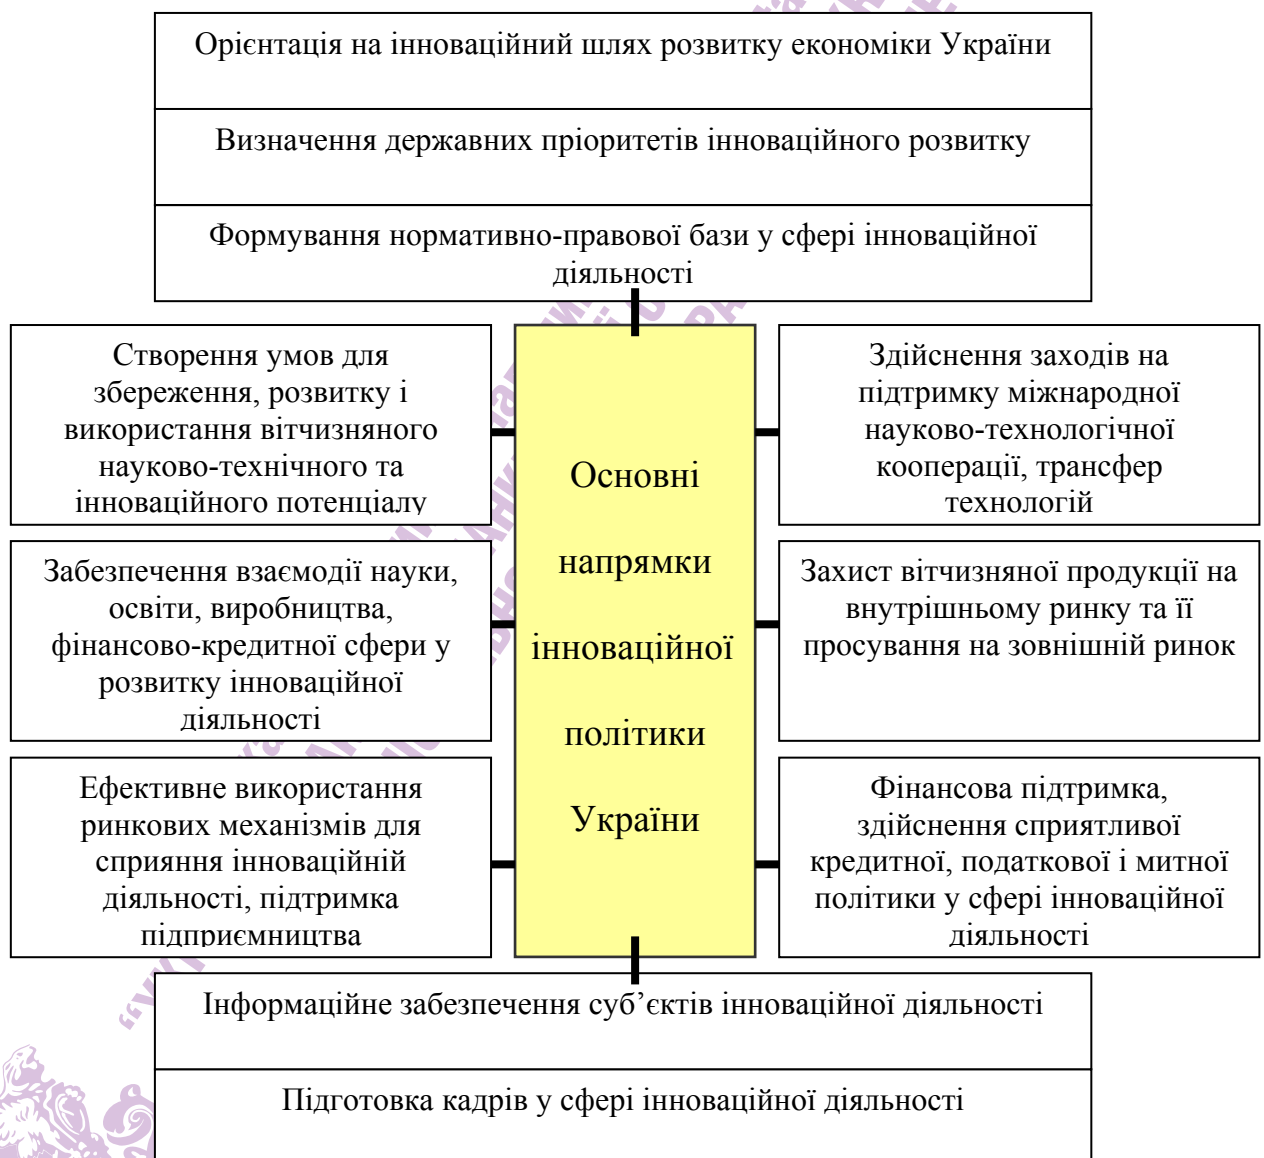 Орієнтація на інноваційний шлях розвитку економіки України
Визначення державних пріоритетів інноваційного розвитку
Формування нормативно-правової бази у сфері інноваційної
діяльності
Створення умов для
збереження, розвитку і
використання вітчизняного
науково-технічного та
інноваційного потенціалу
Забезпечення взаємодії науки,
освіти, виробництва,
фінансово-кредитної сфери у
розвитку інноваційної
діяльності
Ефективне використання
ринкових механізмів для
сприяння інноваційній
діяльності, підтримка
підприємництва
Основні
напрямки
інноваційної
політики
України
Здійснення заходів на
підтримку міжнародної
науково-технологічної
кооперації, трансфер
технологій
Захист вітчизняної продукції на
внутрішньому ринку та її
просування на зовнішній ринок
Фінансова підтримка,
здійснення сприятливої
кредитної, податкової і митної
політики у сфері інноваційної
діяльності
Інформаційне забезпечення суб’єктів інноваційної діяльності
Підготовка кадрів у сфері інноваційної діяльності